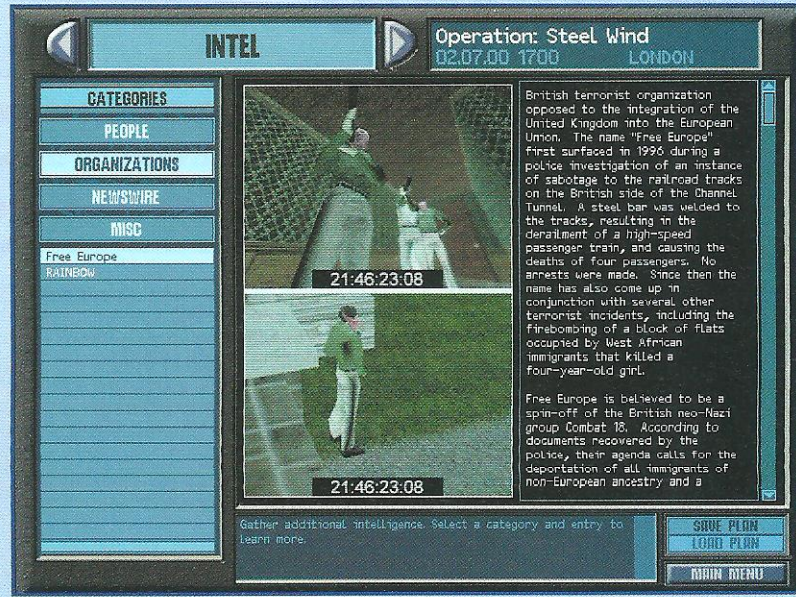 INTEL
Operation: Steel Wind
02.07.00 1700 LONDON
CATEGORIES
PEOPLE
ORGANIZATIONS
NEWSWIRE
MISC
Free Europe
RAINBOW
21:46:23:08
21:46:23:08
British terrorist organization
opposed to the integration of the
United Kingdom into the European
Union. The name "Free Europe"
first surfaced in 1996 during a
police investigation of an instance
of sabotage to the railroad tracks
on the British side of the Channel
Tunnel. A steel bar was welded to
the tracks, resulting in the
derailment of a high-speed
passenger train, and causing the
deaths of four passengers. No
arrests were made. Since then the
name has also come up in
conjunction with several other
terrorist incidents, including the
firebombing of a block of flats
occupied by West African
immigrants that killed a
four-year-old girl.
Free Europe is believed to be a
spin-off of the British neo-Nazi
group Combat 18. According to
documents recovered by the
police, their agenda calls for the
deportation of all immigrants of
non-European ancestry and a
Gather additional intelligence. Select a category and entry to
learn more.
SAVE PLAN
LOAD PLAN
MAIN MENU